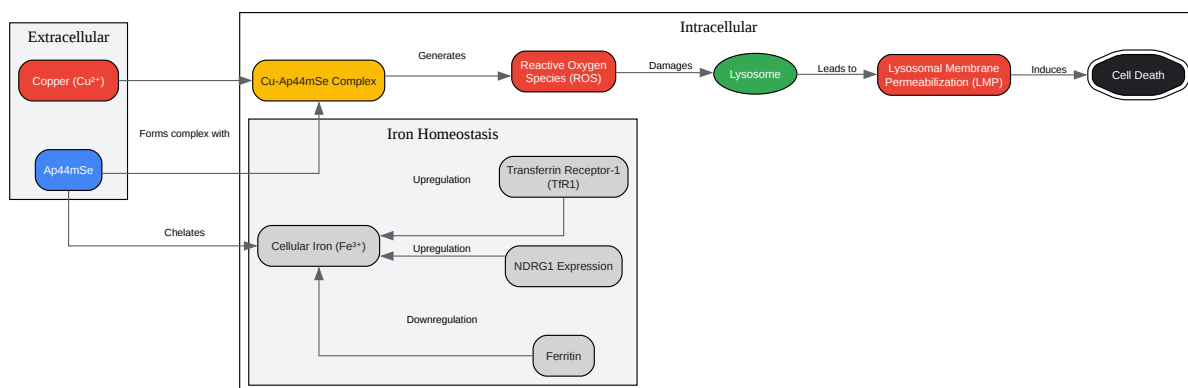 Extracellular
Copper (Cu²⁺)
Ap44mSe
Forms complex with
Chelates
Intracellular
Cu-Ap44mSe Complex
Generates
Reactive Oxygen
Species (ROS)
Damages
Lysosome
Leads to
Lysosomal Membrane
Permeabilization (LMP)
Induces
Cell Death
Iron Homeostasis
Transferrin Receptor-1
(TfR1)
Upregulation
Cellular Iron (Fe³⁺)
Upregulation
NDRG1 Expression
Downregulation
Ferritin